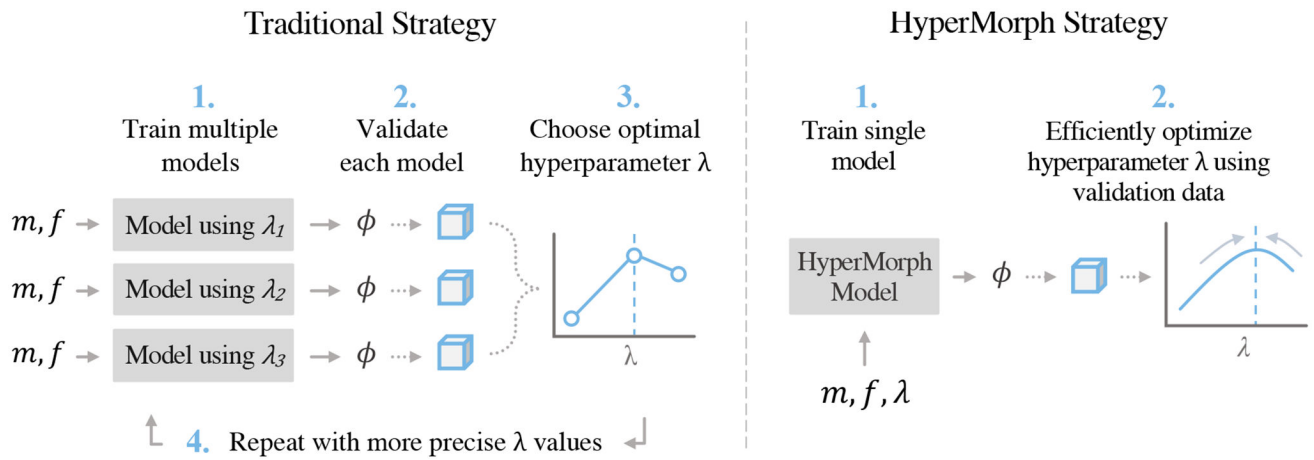 Traditional Strategy
1.
Train multiple
models
2.
Validate
each model
3.
Choose optimal
hyperparameter λ
m, f
Model using λ1
ϕ
m, f
Model using λ2
ϕ
m, f
Model using λ3
ϕ
λ
4. Repeat with more precise λ values
HyperMorph Strategy
1.
Train single
model
2.
Efficiently optimize
hyperparameter λ using
validation data
HyperMorph
Model
ϕ
λ
m, f, λ